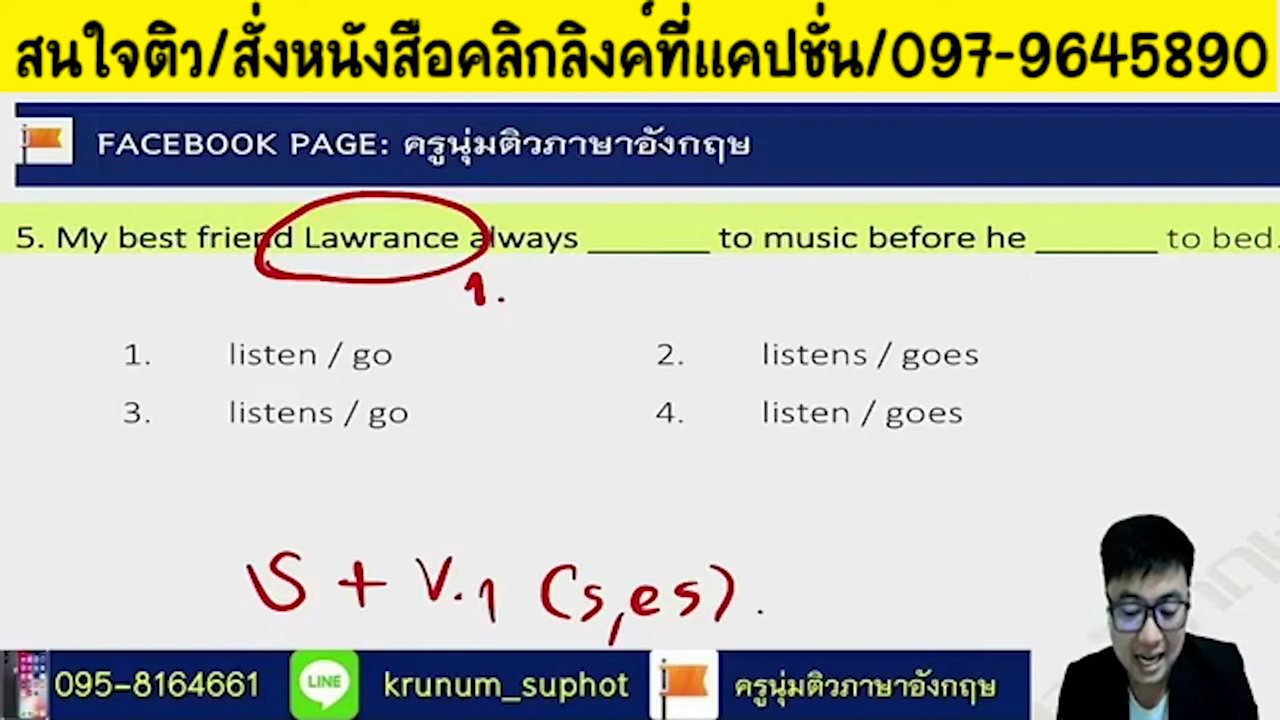 สนใจติว/สั่งหนังสือคลิกลิงค์ที่แคปชั่น/097-9645890
FACEBOOK PAGE: ครูนุ่มติวภาษาอังกฤษ
5. My best friend Lawrance always ________ to music before he ________ to bed.
1.
1. listen / go
2. listens / goes
3. listens / go
4. listen / goes
S + V.1 (s,es).
095-8164661 LINE krunum_suphot ครูนุ่มติวภาษาอังกฤษ